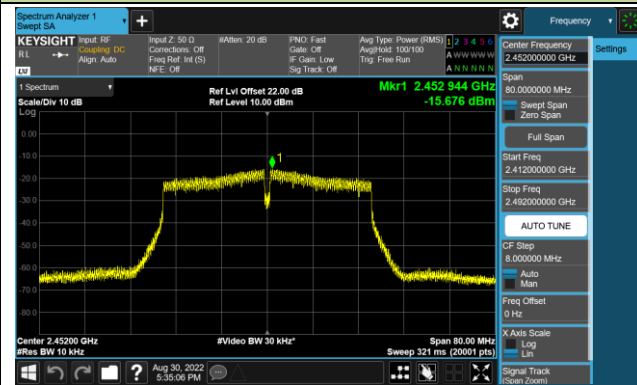 Spectrum Analyzer 1
Swept SA
+
Frequency
KEYSIGHT
RL
LXI
Input: RF
Coupling: DC
Align: Auto
Input Z: 50 Ω
Corrections: Off
Freq Ref: Int (S)
NFE: Off
#Atten: 20 dB
PNO: Fast
Gate: Off
IF Gain: Low
Sig Track: Off
Avg Type: Power (RMS)
Avg|Hold: 100/100
Trig: Free Run
1 2 3 4 5 6
A W W W W W
A N N N N N
1 Spectrum
Scale/Div 10 dB
Log
Ref Lvl Offset 22.00 dB
Ref Level 10.00 dBm
Mkr1 2.452 944 GHz
-15.676 dBm
1
0.00
-10.0
-20.0
-30.0
-40.0
-50.0
-60.0
-70.0
-80.0
Center 2.45200 GHz
#Res BW 10 kHz
#Video BW 30 kHz*
Span 80.00 MHz
Sweep 321 ms (20001 pts)
Aug 30, 2022
5:35:06 PM
Center Frequency
2.452000000 GHz
Settings
Span
80.0000000 MHz
Swept Span
Zero Span
Full Span
Start Freq
2.412000000 GHz
Stop Freq
2.492000000 GHz
AUTO TUNE
CF Step
8.000000 MHz
Auto
Man
Freq Offset
0 Hz
X Axis Scale
Log
Lin
Signal Track
(Span Zoom)